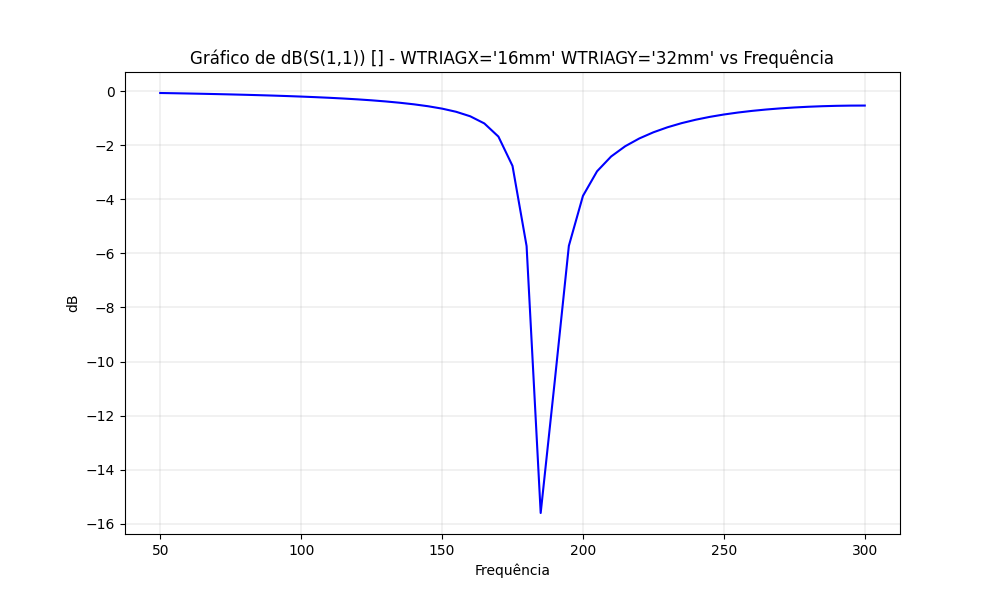 Gráfico de dB(S(1,1)) [] - WTRIAGX='16mm' WTRIAGY='32mm' vs Frequência
0
−2
−4
−6
−8
−10
−12
−14
−16
dB
50 100 150 200 250 300
Frequência